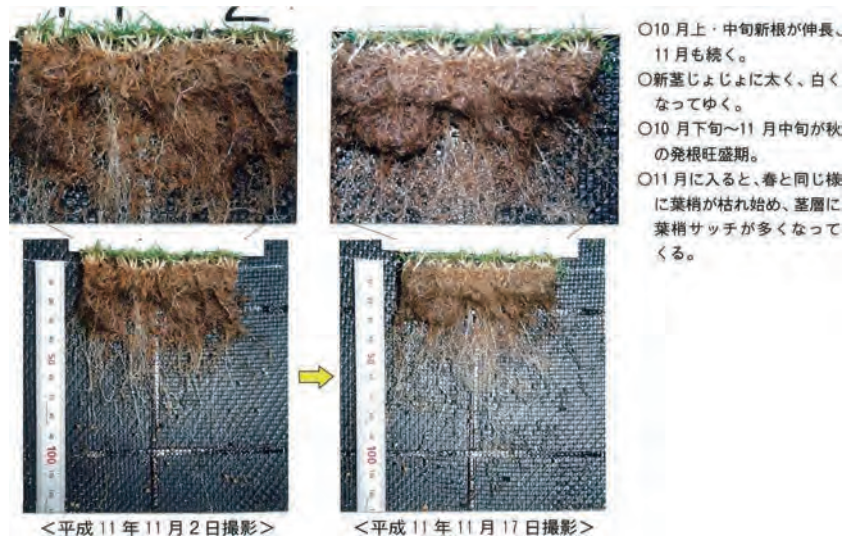 ○10 月上・中旬新根が伸長、
11 月も続く。
○新茎じょじょに太く、白く
なってゆく。
○10 月下旬～11 月中旬が秋
の発根旺盛期。
○11 月に入ると、春と同じ様
に葉梢が枯れ始め、茎層に
葉梢サッチが多くなって
くる。
50
100
50
100
＜平成 11 年 11 月 2 日撮影＞
＜平成 11 年 11 月 17 日撮影＞